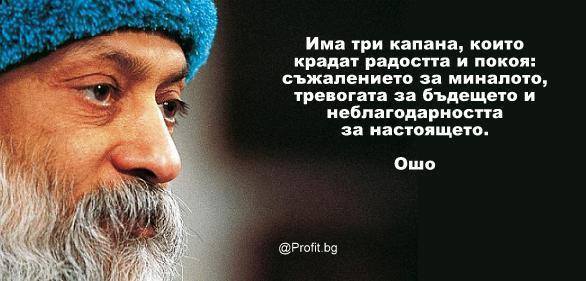 Има три капана, които
крадат радостта и покоя:
съжалението за миналото,
тревогата за бъдещето и
неблагодарността
за настоящето.
Ошо
@Profit.bg